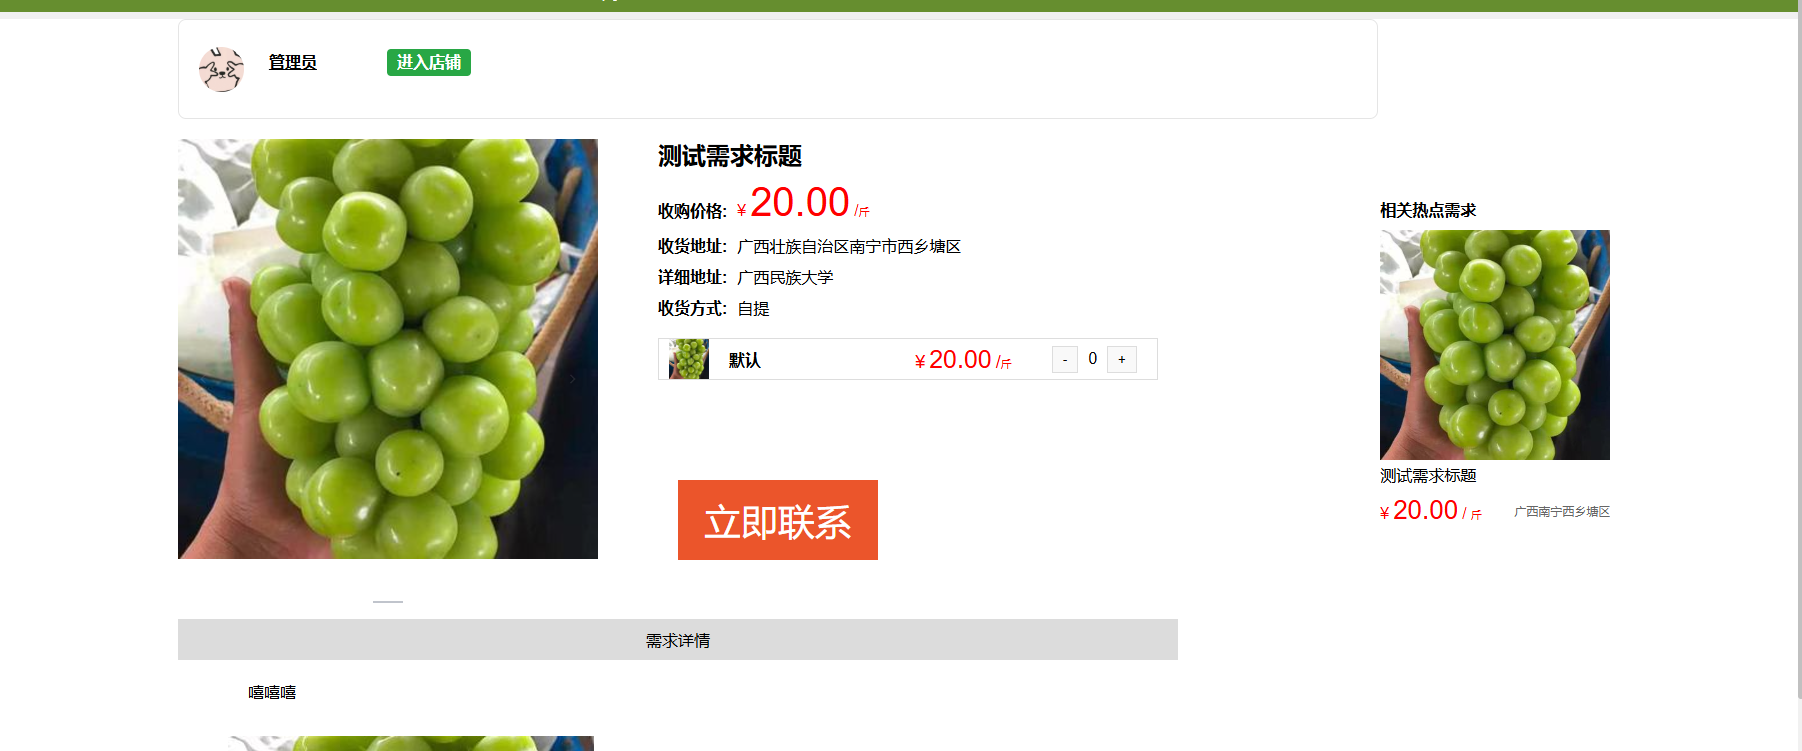 管理员
进入店铺
测试需求标题
收购价格: ¥ 20.00 /斤
收货地址: 广西壮族自治区南宁市西乡塘区
详细地址: 广西民族大学
收货方式: 自提
默认 ¥ 20.00 /斤 - 0 +
立即联系
相关热点需求
测试需求标题
¥ 20.00 / 斤 广西南宁西乡塘区
需求详情
嘻嘻嘻